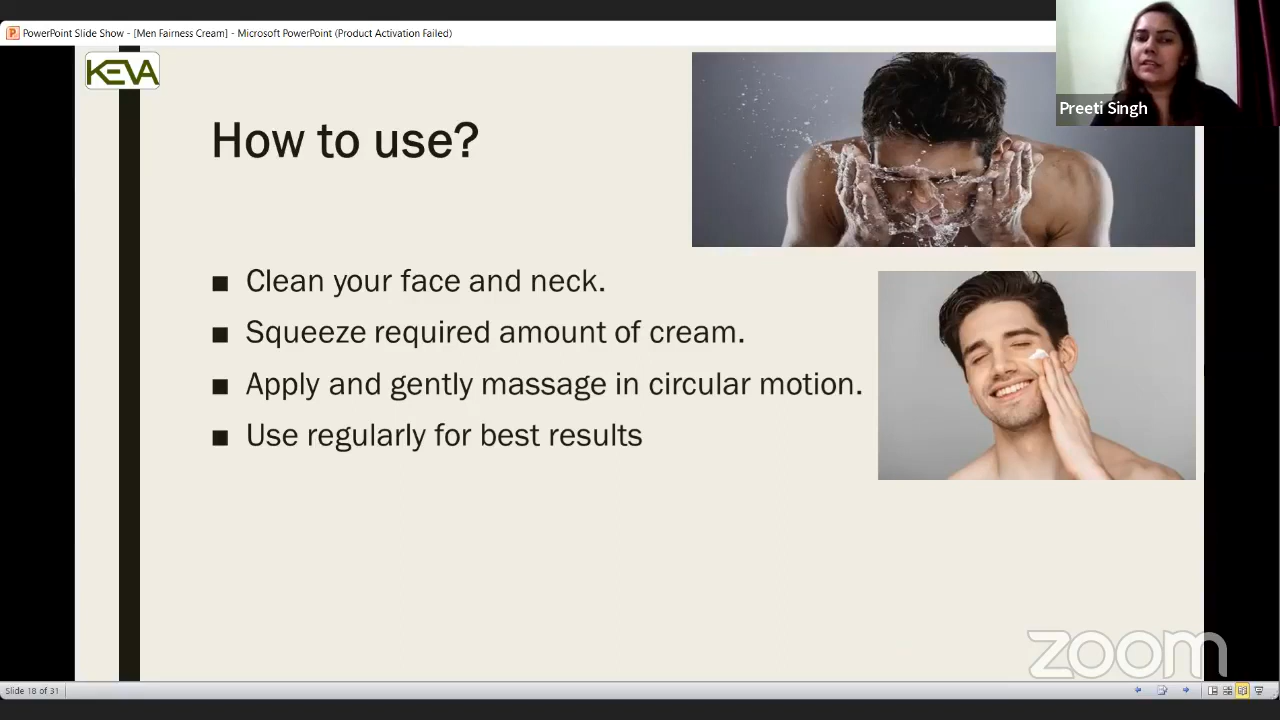 PowerPoint Slide Show - [Men Fairness Cream] - Microsoft PowerPoint (Product Activation Failed)
KEVA
Preeti Singh
How to use?
■ Clean your face and neck.
■ Squeeze required amount of cream.
■ Apply and gently massage in circular motion.
■ Use regularly for best results
zoom
Slide 18 of 31